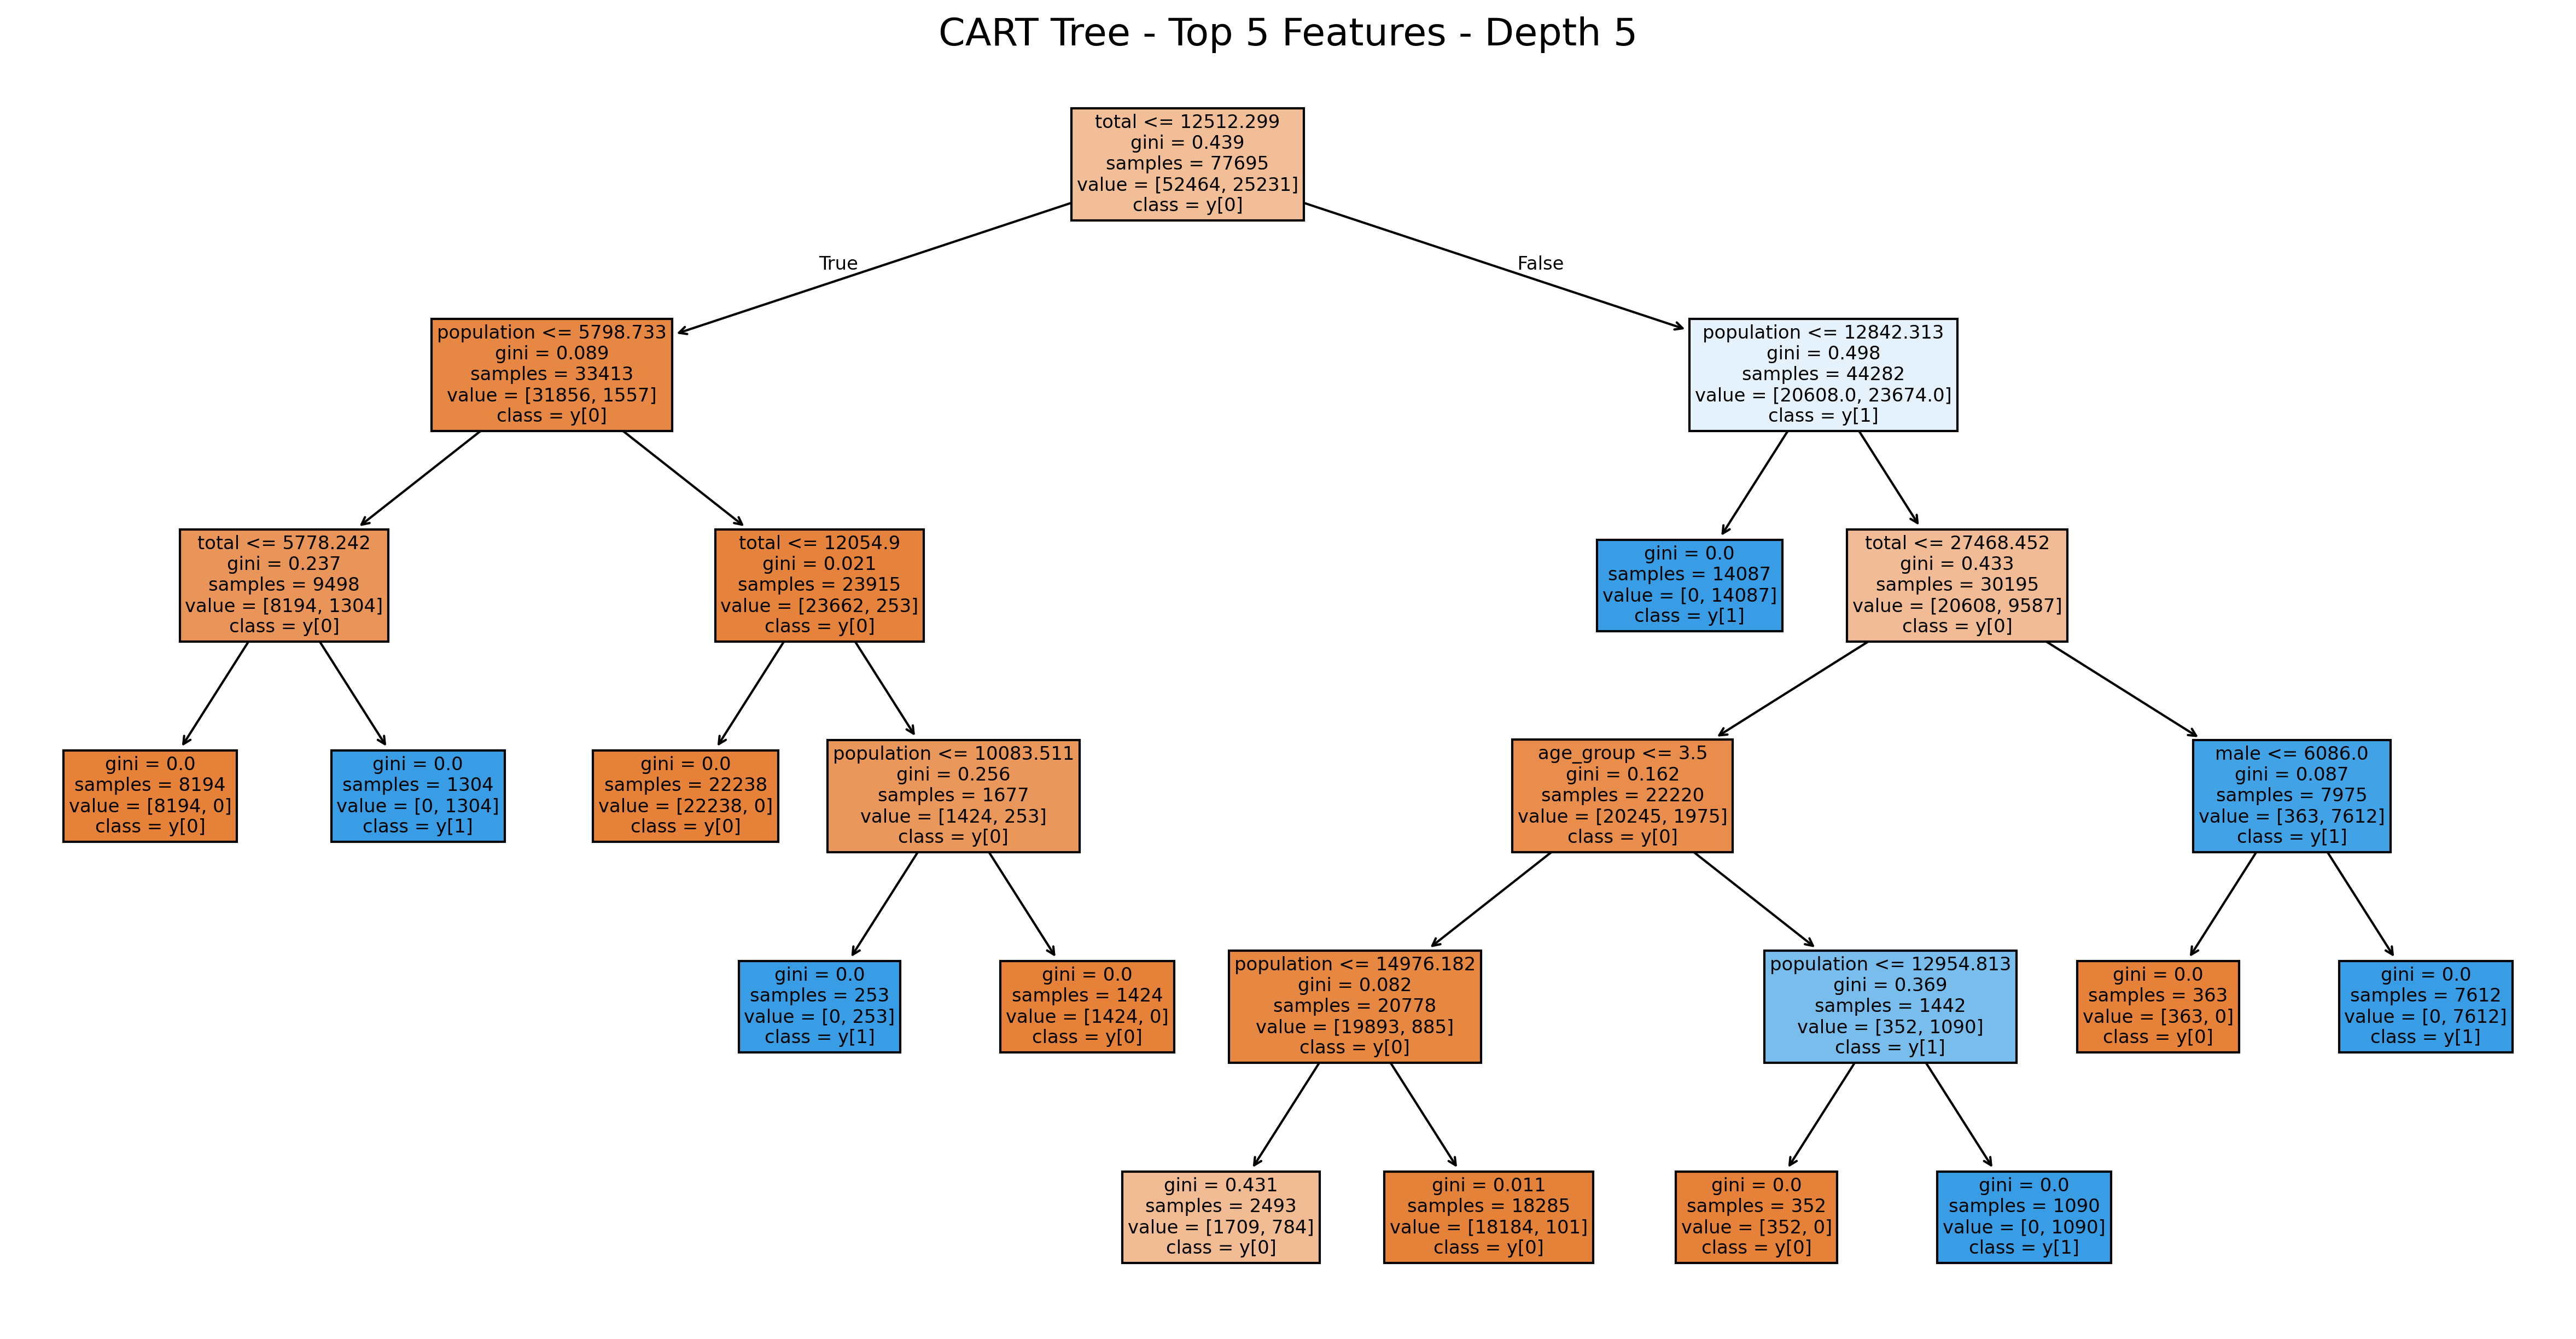 CART Tree - Top 5 Features - Depth 5
total <= 12512.299
gini = 0.439
samples = 77695
value = [52464, 25231]
class = y[0]
True
False
population <= 5798.733
gini = 0.089
samples = 33413
value = [31856, 1557]
class = y[0]
population <= 12842.313
gini = 0.498
samples = 44282
value = [20608.0, 23674.0]
class = y[1]
total <= 5778.242
gini = 0.237
samples = 9498
value = [8194, 1304]
class = y[0]
total <= 12054.9
gini = 0.021
samples = 23915
value = [23662, 253]
class = y[0]
gini = 0.0
samples = 14087
value = [0, 14087]
class = y[1]
total <= 27468.452
gini = 0.433
samples = 30195
value = [20608, 9587]
class = y[0]
gini = 0.0
samples = 8194
value = [8194, 0]
class = y[0]
gini = 0.0
samples = 1304
value = [0, 1304]
class = y[1]
gini = 0.0
samples = 22238
value = [22238, 0]
class = y[0]
population <= 10083.511
gini = 0.256
samples = 1677
value = [1424, 253]
class = y[0]
age_group <= 3.5
gini = 0.162
samples = 22220
value = [20245, 1975]
class = y[0]
male <= 6086.0
gini = 0.087
samples = 7975
value = [363, 7612]
class = y[1]
gini = 0.0
samples = 253
value = [0, 253]
class = y[1]
gini = 0.0
samples = 1424
value = [1424, 0]
class = y[0]
population <= 14976.182
gini = 0.082
samples = 20778
value = [19893, 885]
class = y[0]
population <= 12954.813
gini = 0.369
samples = 1442
value = [352, 1090]
class = y[1]
gini = 0.0
samples = 363
value = [363, 0]
class = y[0]
gini = 0.0
samples = 7612
value = [0, 7612]
class = y[1]
gini = 0.431
samples = 2493
value = [1709, 784]
class = y[0]
gini = 0.011
samples = 18285
value = [18184, 101]
class = y[0]
gini = 0.0
samples = 352
value = [352, 0]
class = y[0]
gini = 0.0
samples = 1090
value = [0, 1090]
class = y[1]